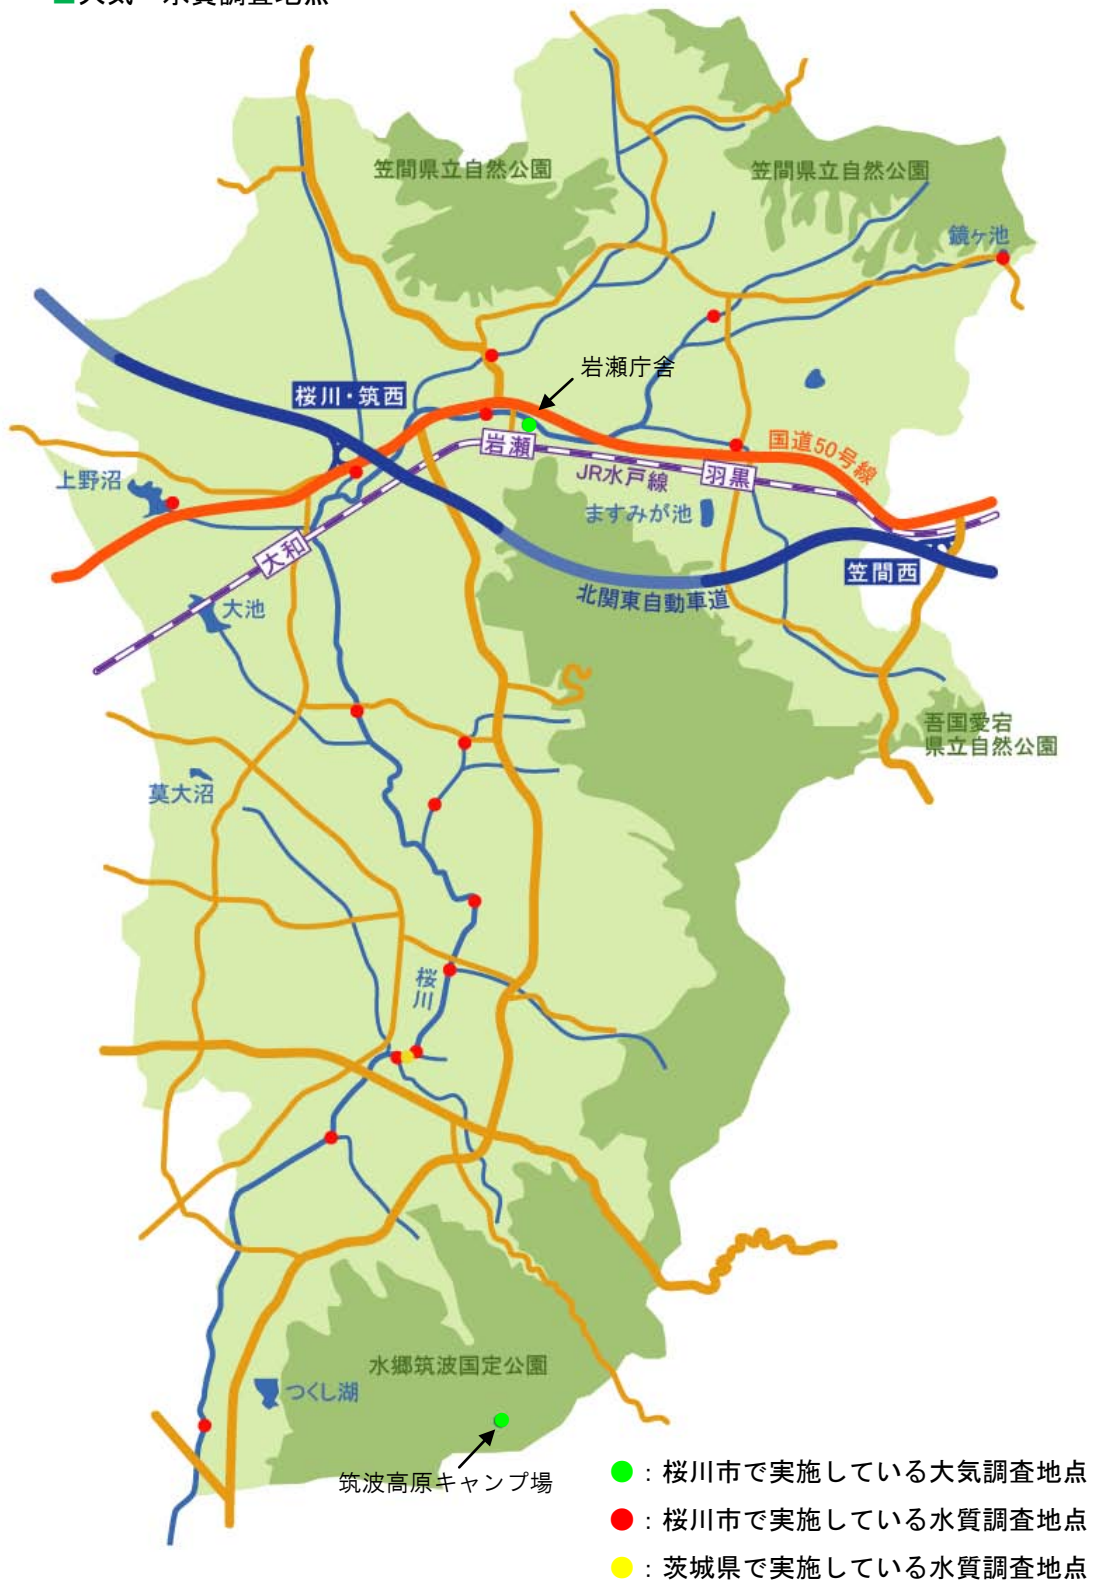 笠間県立自然公園
笠間県立自然公園
鏡ヶ池
岩瀬庁舎
桜川・筑西
国道50号線
岩瀬
羽黒
JR水戸線
上野沼
ますみが池
大和
笠間西
北関東自動車道
大池
吾国愛宕
県立自然公園
莫大沼
桜川
水郷筑波国定公園
つくし湖
筑波高原キャンプ場
：桜川市で実施している大気調査地点
：桜川市で実施している水質調査地点
：茨城県で実施している水質調査地点